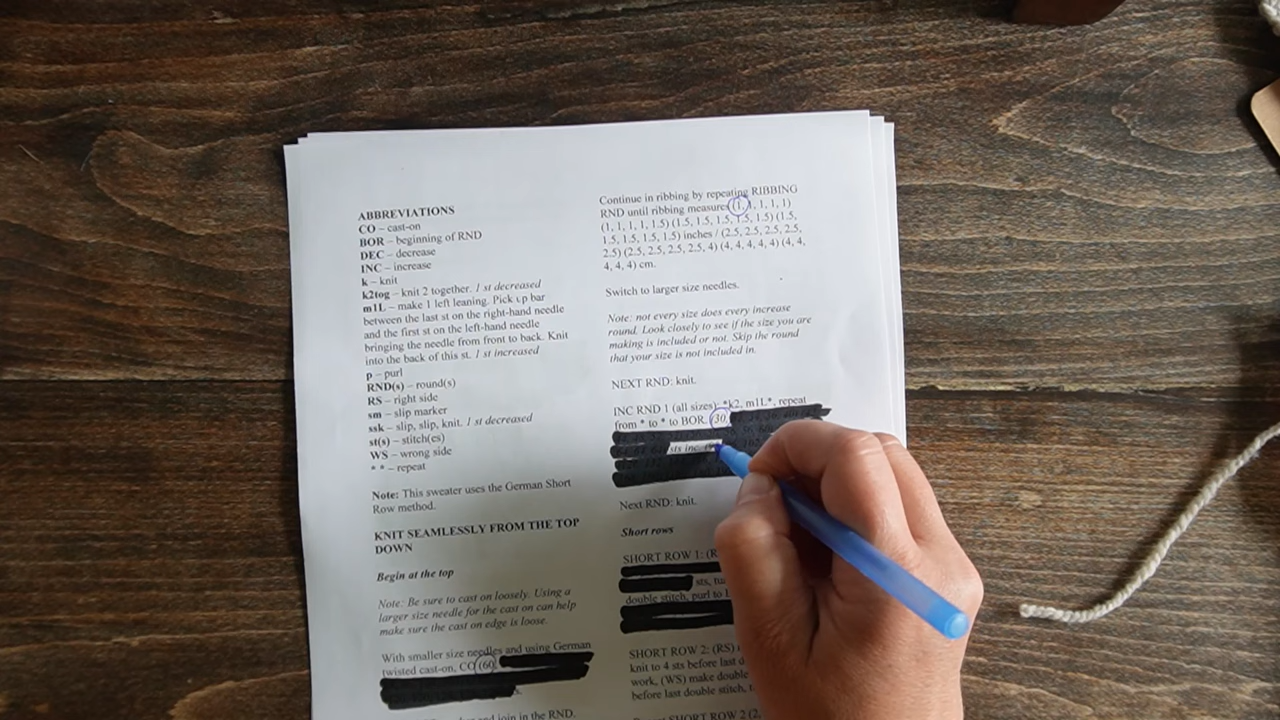 ABBREVIATIONS
CO – cast-on
BOR – beginning of RND
DEC – decrease
INC – increase
k – knit
k2tog – knit 2 together. 1 st decreased
m1L – make 1 left leaning. Pick up bar
between the last st on the right-hand needle
and the first st on the left-hand needle
bringing the needle from front to back. Knit
into the back of this st. 1 st increased
p – purl
RND(s) – round(s)
RS – right side
sm – slip marker
ssk – slip, slip, knit. 1 st decreased
st(s) – stitch(es)
WS – wrong side
* * – repeat
Note: This sweater uses the German Short
Row method.
KNIT SEAMLESSLY FROM THE TOP
DOWN
Begin at the top
Note: Be sure to cast on loosely. Using a
larger size needle for the cast on can help
make sure the cast on edge is loose.
With smaller size needles and using German
twisted cast-on, CO (60,
and join in the RND.
Continue in ribbing by repeating RIBBING
RND until ribbing measures (1, 1, 1, 1, 1)
(1, 1, 1, 1, 1.5) (1.5, 1.5, 1.5, 1.5, 1.5) (1.5,
1.5, 1.5, 1.5, 1.5) inches / (2.5, 2.5, 2.5, 2.5,
2.5) (2.5, 2.5, 2.5, 2.5, 4) (4, 4, 4, 4, 4) (4, 4,
4, 4, 4) cm.
Switch to larger size needles.
Note: not every size does every increase
round. Look closely to see if the size you are
making is included or not. Skip the round
that your size is not included in.
NEXT RND: knit.
INC RND 1 (all sizes): *k2, m1L*, repeat
from * to * to BOR. (30,
sts inc.
Next RND: knit.
Short rows
SHORT ROW 1: (R
sts, tu
double stitch, purl to
SHORT ROW 2: (RS)
knit to 4 sts before last d
work, (WS) make double
before last double stitch,
SHORT ROW 2 (2,